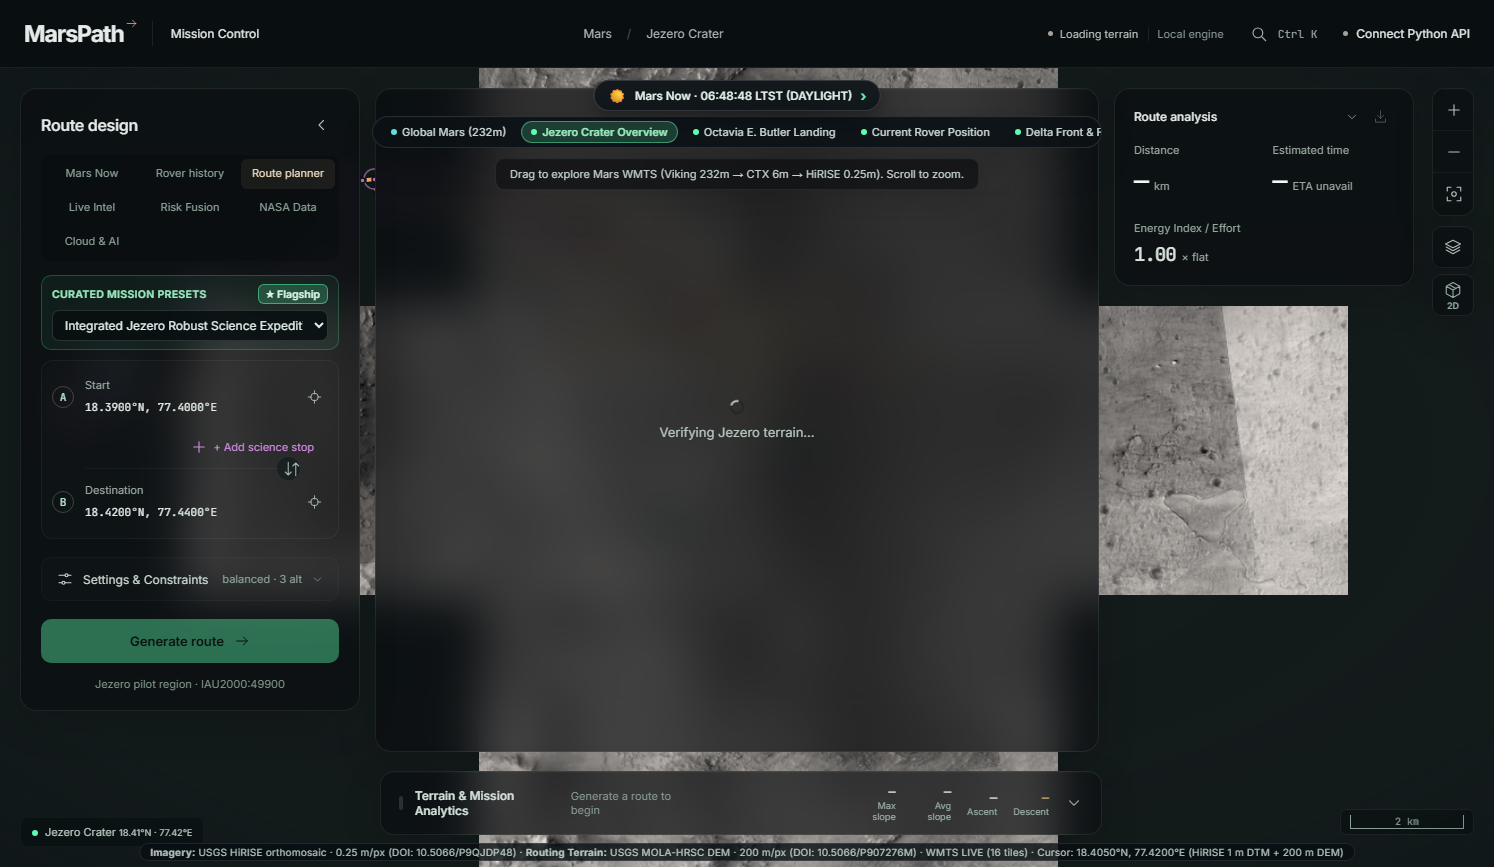 MarsPath
Mission Control
Mars / Jezero Crater
Loading terrain
Local engine
Ctrl K
Connect Python API
Mars Now · 06:48:48 LTST (DAYLIGHT) ›
Global Mars (232m)
Jezero Crater Overview
Octavia E. Butler Landing
Current Rover Position
Delta Front &
Drag to explore Mars WMTS (Viking 232m → CTX 6m → HiRISE 0.25m). Scroll to zoom.
Route design
Mars Now
Rover history
Route planner
Live Intel
Risk Fusion
NASA Data
Cloud & AI
CURATED MISSION PRESETS
★ Flagship
Integrated Jezero Robust Science Expedit
A
Start
18.3900°N, 77.4000°E
+ Add science stop
B
Destination
18.4200°N, 77.4400°E
Settings & Constraints
balanced · 3 alt
Generate route →
Jezero pilot region · IAU2000:49900
Verifying Jezero terrain...
Route analysis
Distance
Estimated time
— km
— ETA unavail
Energy Index / Effort
1.00 × flat
2D
Terrain & Mission
Analytics
Generate a route to
begin
— Max
slope
— Avg
slope
— Ascent
— Descent
Jezero Crater 18.41°N · 77.42°E
2 km
Imagery: USGS HiRISE orthomosaic · 0.25 m/px (DOI: 10.5066/P9QJDP48) · Routing Terrain: USGS MOLA-HRSC DEM · 200 m/px (DOI: 10.5066/P907276M) · WMTS LIVE (16 tiles) · Cursor: 18.4050°N, 77.4200°E (HiRISE 1 m DTM + 200 m DEM)